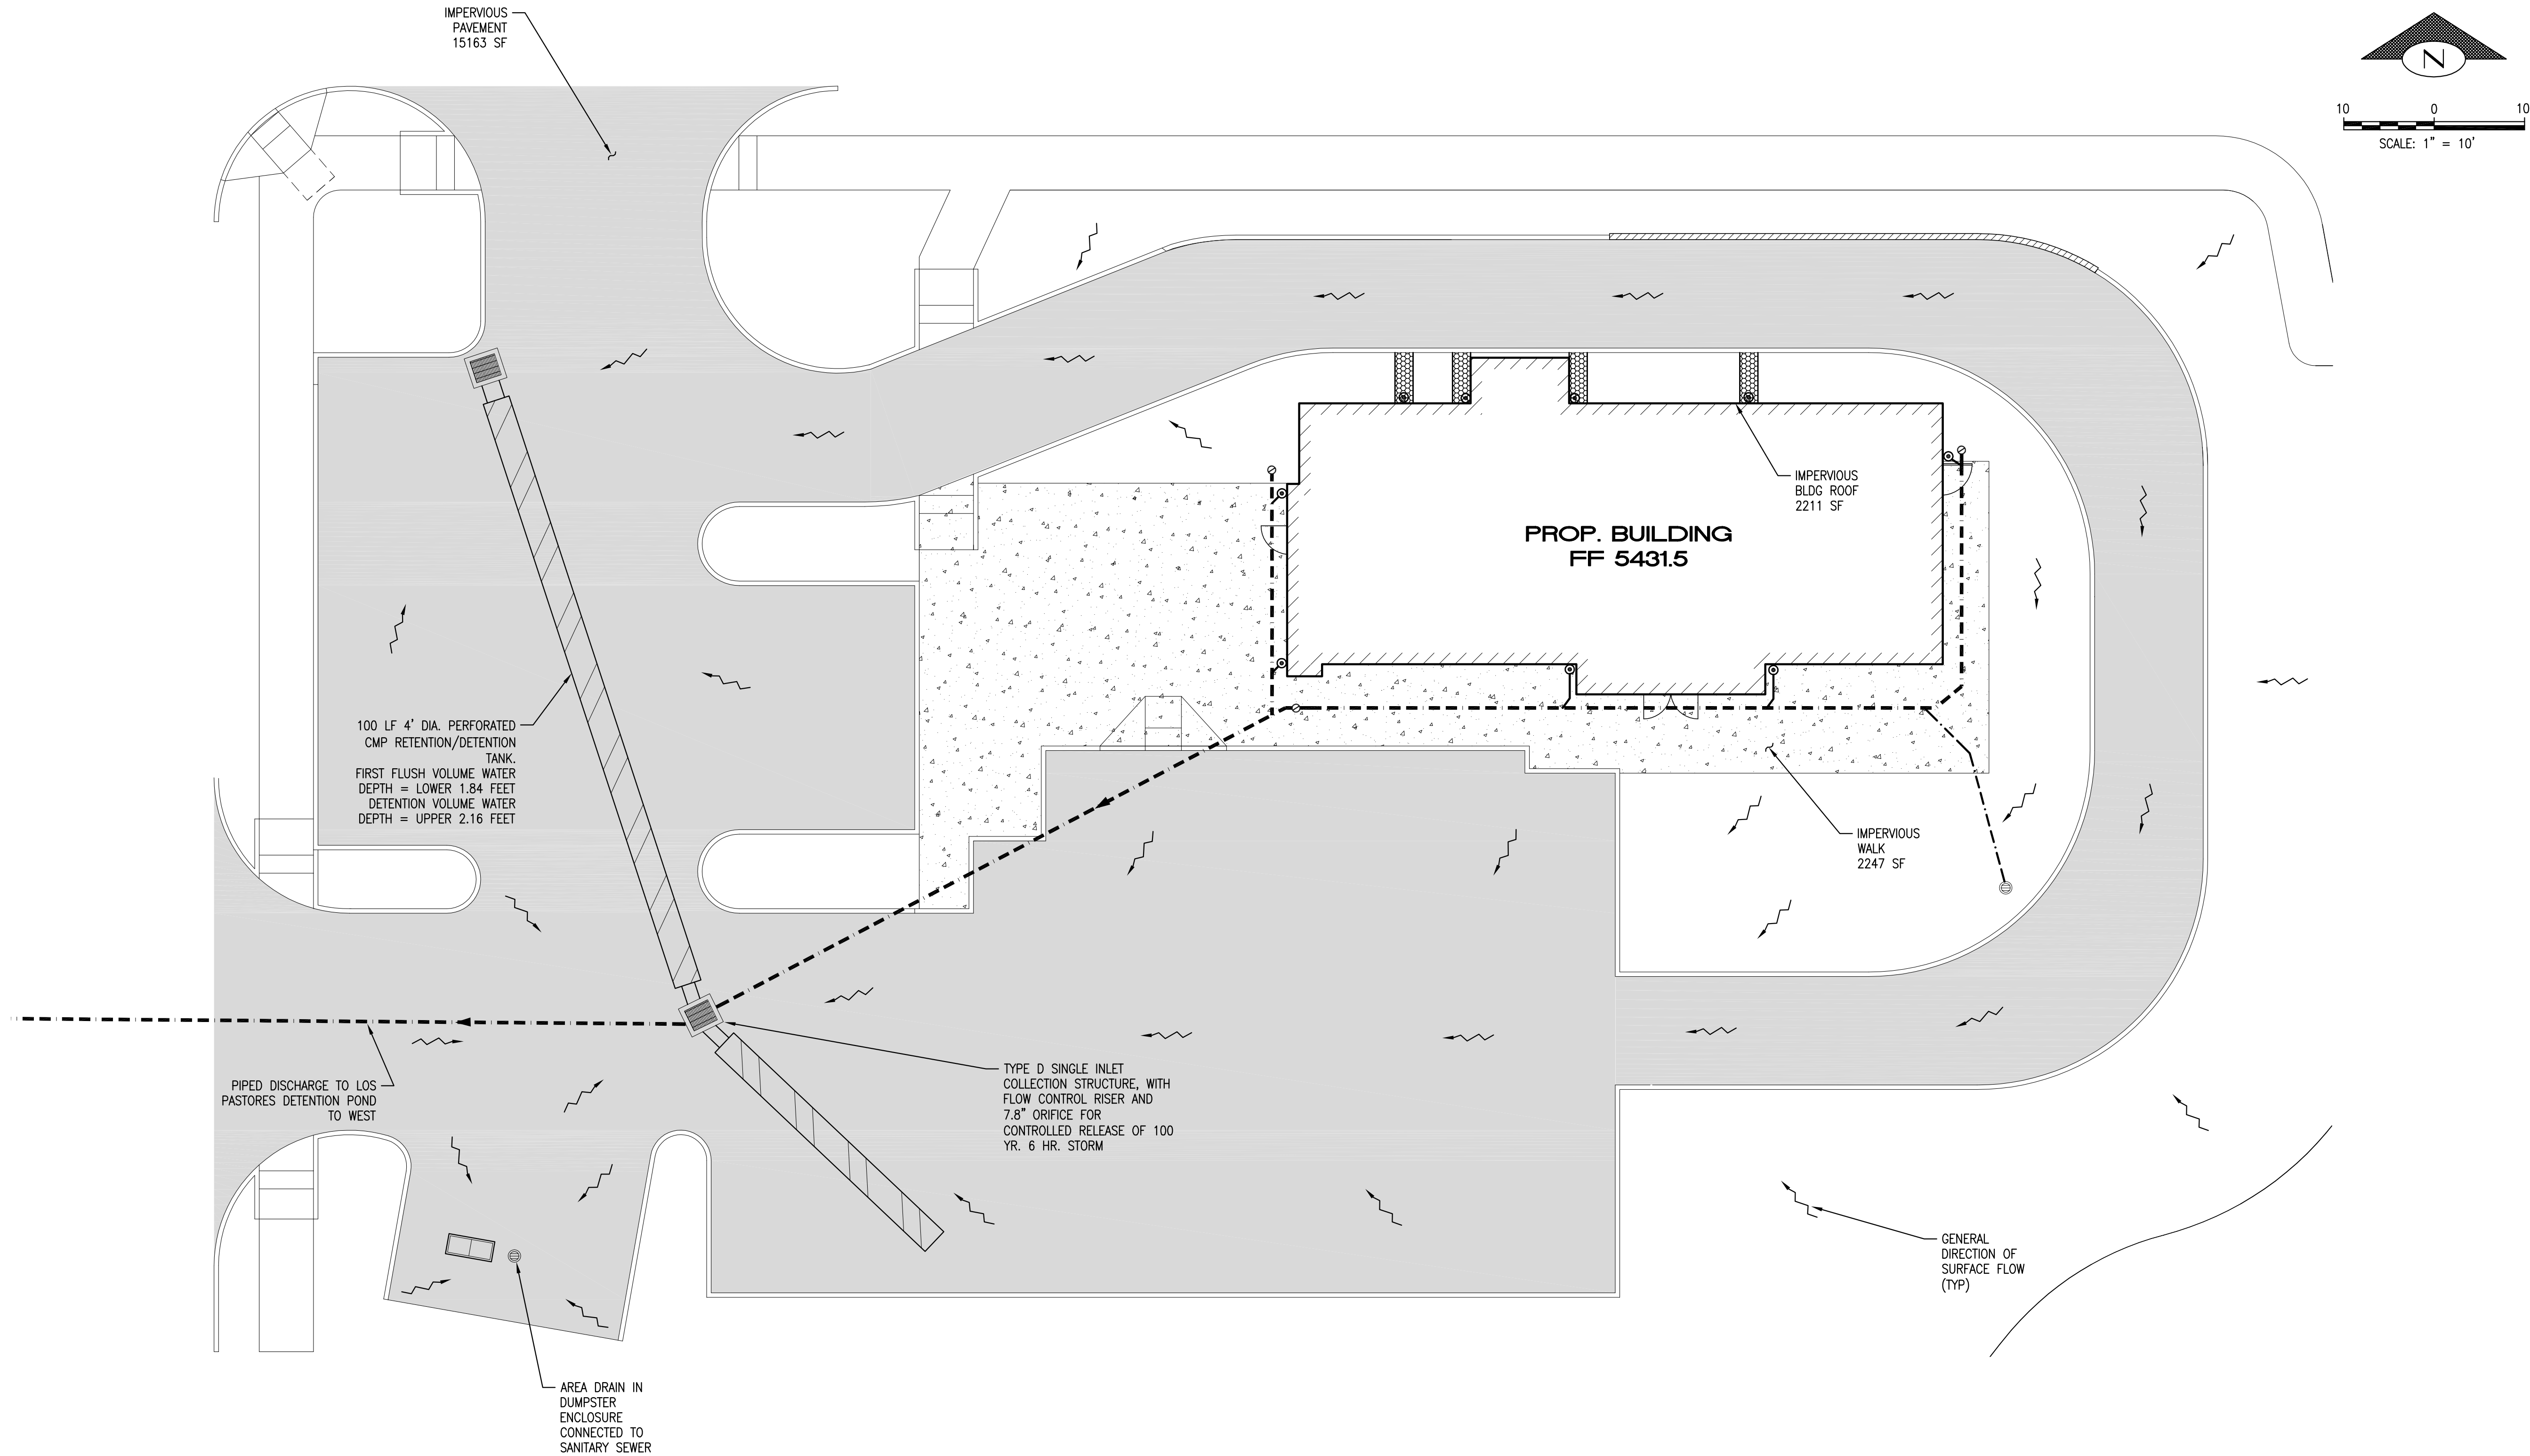 IMPERVIOUS
PAVEMENT
15163 SF
N
10 0 10
SCALE: 1" = 10'
IMPERVIOUS
BLDG ROOF
2211 SF
PROP. BUILDING
FF 5431.5
100 LF 4' DIA. PERFORATED
CMP RETENTION/DETENTION
TANK.
FIRST FLUSH VOLUME WATER
DEPTH = LOWER 1.84 FEET
DETENTION VOLUME WATER
DEPTH = UPPER 2.16 FEET
IMPERVIOUS
WALK
2247 SF
PIPED DISCHARGE TO LOS
PASTORES DETENTION POND
TO WEST
TYPE D SINGLE INLET
COLLECTION STRUCTURE, WITH
FLOW CONTROL RISER AND
7.8" ORIFICE FOR
CONTROLLED RELEASE OF 100
YR. 6 HR. STORM
GENERAL
DIRECTION OF
SURFACE FLOW
(TYP)
AREA DRAIN IN
DUMPSTER
ENCLOSURE
CONNECTED TO
SANITARY SEWER